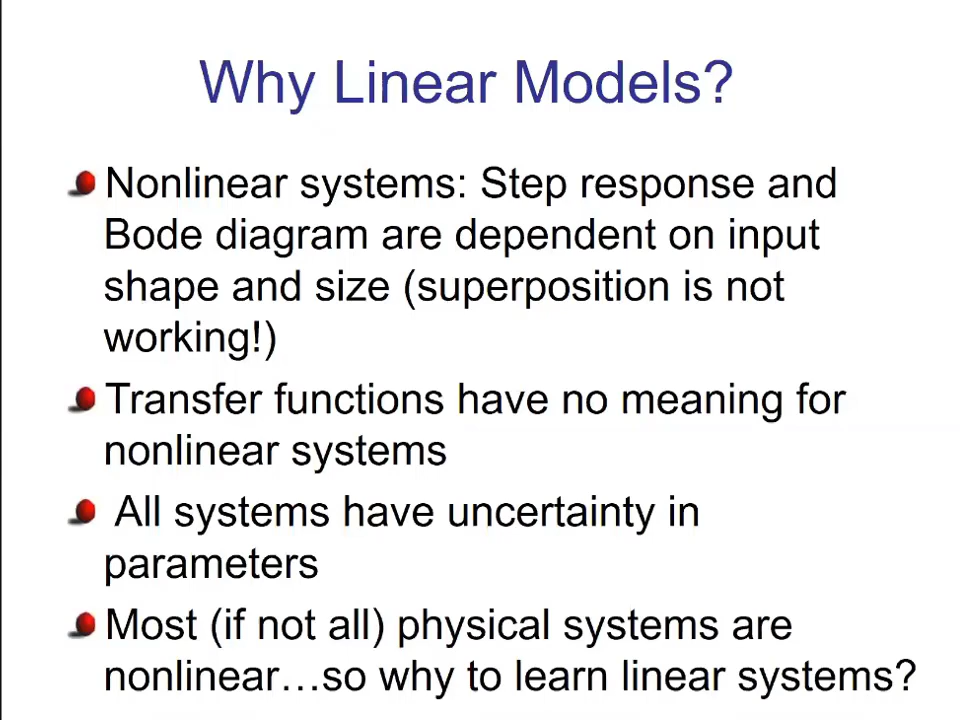 Why Linear Models?
Nonlinear systems: Step response and
Bode diagram are dependent on input
shape and size (superposition is not
working!)
Transfer functions have no meaning for
nonlinear systems
All systems have uncertainty in
parameters
Most (if not all) physical systems are
nonlinear…so why to learn linear systems?